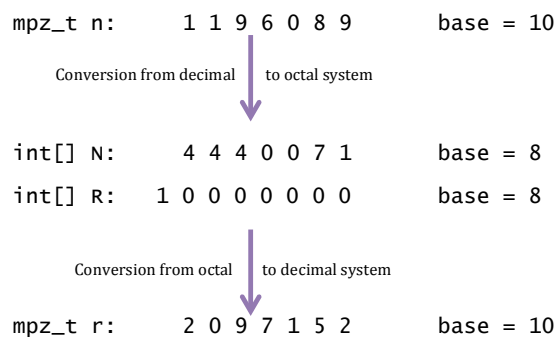 mpz_t n: 1 1 9 6 0 8 9 base = 10
Conversion from decimal to octal system
int[] N: 4 4 4 0 0 7 1 base = 8
int[] R: 1 0 0 0 0 0 0 0 base = 8
Conversion from octal to decimal system
mpz_t r: 2 0 9 7 1 5 2 base = 10